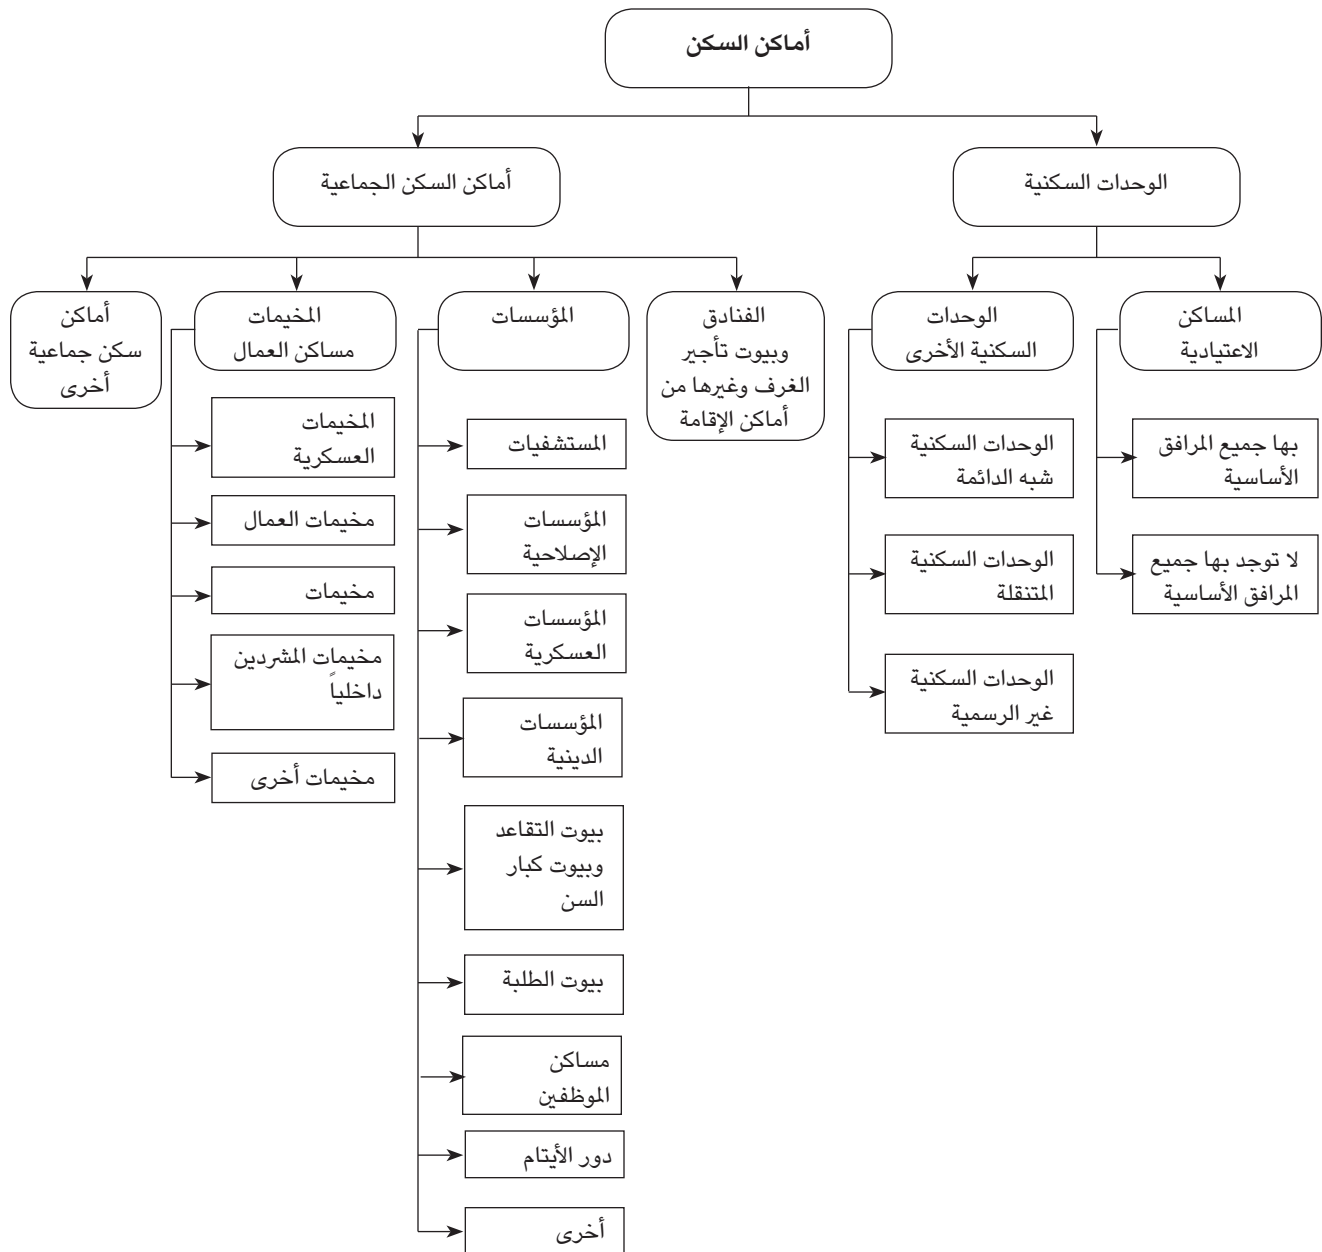 أماكن السكن
الوحدات السكنية
أماكن السكن الجماعية
المساكن
الاعتيادية
بها جميع المرافق
الأساسية
لا توجد بها جميع
المرافق الأساسية
الوحدات
السكنية الأخرى
الوحدات السكنية
شبه الدائمة
الوحدات السكنية
المتنقلة
الوحدات السكنية
غير الرسمية
الفنادق
وبيوت تأجير
الغرف وغيرها من
أماكن الإقامة
المؤسسات
المستشفيات
المؤسسات
الإصلاحية
المؤسسات
العسكرية
المؤسسات
الدينية
بيوت التقاعد
وبيوت كبار
السن
بيوت الطلبة
مساكن
الموظفين
دور الأيتام
أخرى
المخيمات
مساكن العمال
المخيمات
العسكرية
مخيمات العمال
مخيمات
مخيمات المشردين
داخلياً
مخيمات أخرى
أماكن
سكن جماعية
أخرى